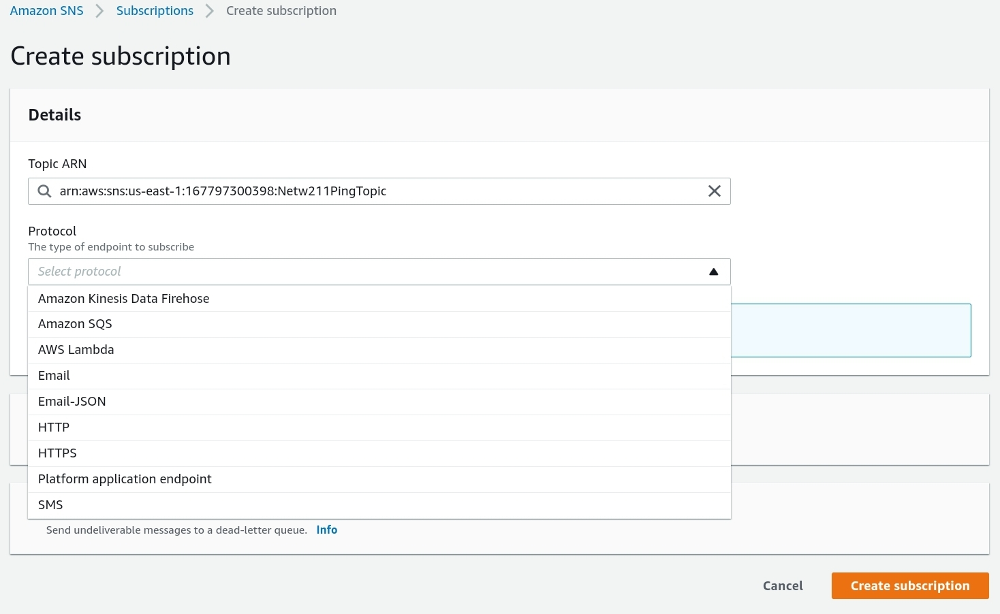 Amazon SNS > Subscriptions > Create subscription
Create subscription
Details
Topic ARN
arn:aws:sns:us-east-1:167797300398:Netw211PingTopic
Protocol
The type of endpoint to subscribe
Select protocol
Amazon Kinesis Data Firehose
Amazon SQS
AWS Lambda
Email
Email-JSON
HTTP
HTTPS
Platform application endpoint
SMS
Send undeliverable messages to a dead-letter queue. Info
Cancel Create subscription